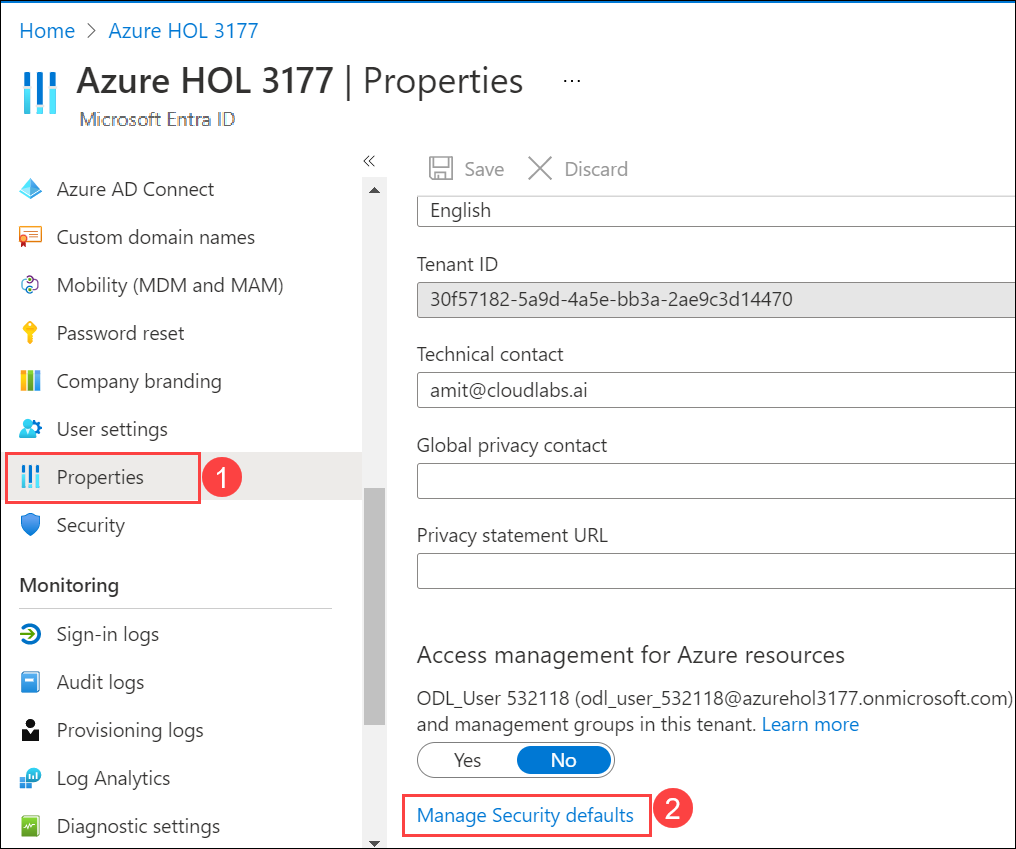 Home > Azure HOL 3177
Azure HOL 3177 | Properties ...
Microsoft Entra ID
«
Azure AD Connect
Custom domain names
Mobility (MDM and MAM)
Password reset
Company branding
User settings
Properties 1
Security
Monitoring
Sign-in logs
Audit logs
Provisioning logs
Log Analytics
Diagnostic settings
Save Discard
English
Tenant ID
30f57182-5a9d-4a5e-bb3a-2ae9c3d14470
Technical contact
amit@cloudlabs.ai
Global privacy contact
Privacy statement URL
Access management for Azure resources
ODL_User 532118 (odl_user_532118@azurehol3177.onmicrosoft.com)
and management groups in this tenant. Learn more
Yes No
Manage Security defaults 2